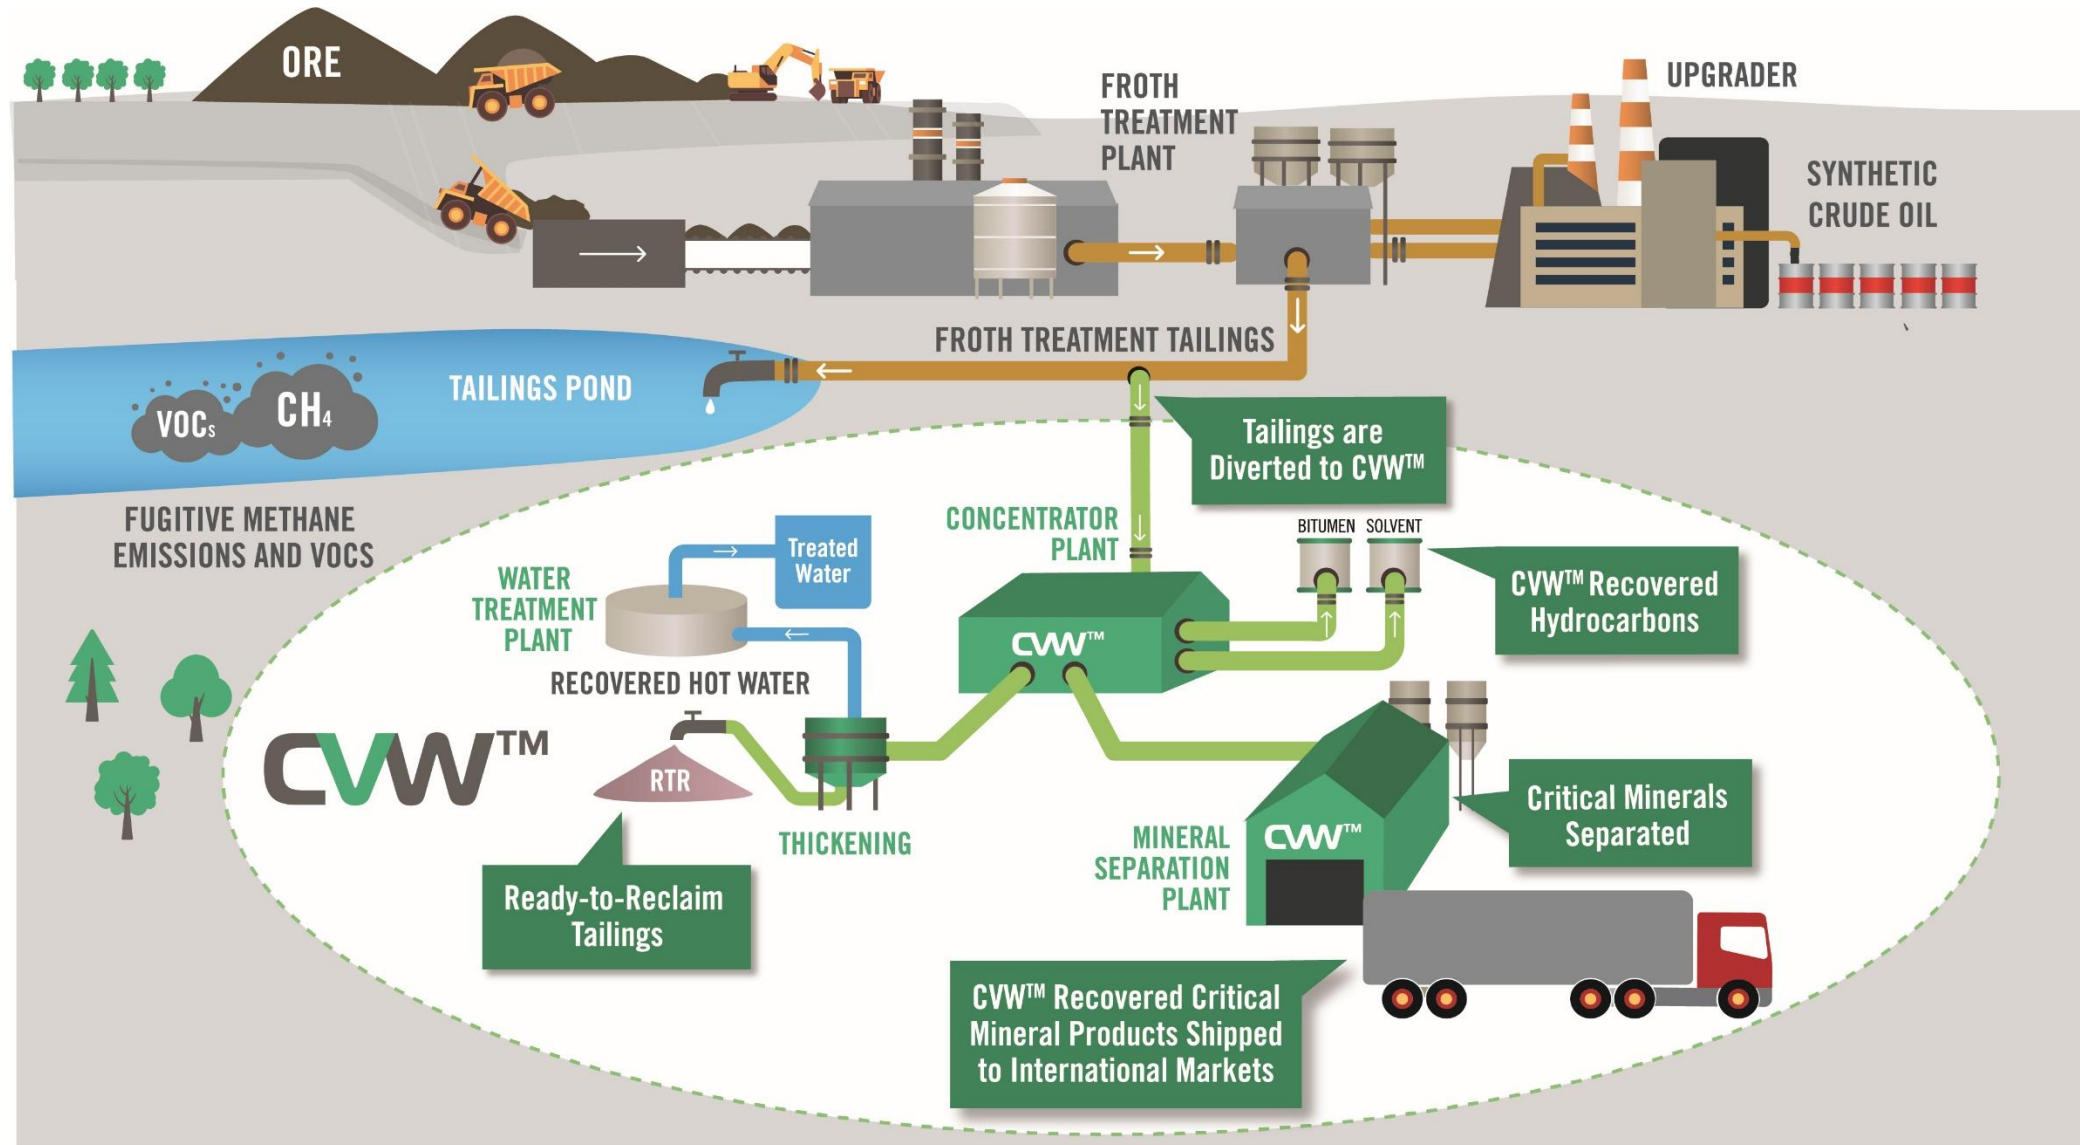 ORE
FROTH
TREATMENT
PLANT
UPGRADER
SYNTHETIC
CRUDE OIL
FROTH TREATMENT TAILINGS
TAILINGS POND
VOCs
CH₄
FUGITIVE METHANE
EMISSIONS AND VOCS
Tailings are
Diverted to CVW™
CONCENTRATOR
PLANT
BITUMEN
SOLVENT
CVW™ Recovered
Hydrocarbons
Treated
Water
WATER
TREATMENT
PLANT
RECOVERED HOT WATER
CVW™
CVW™
RTR
THICKENING
Ready-to-Reclaim
Tailings
MINERAL
SEPARATION
PLANT
CVW™
Critical Minerals
Separated
CVW™ Recovered Critical
Mineral Products Shipped
to International Markets